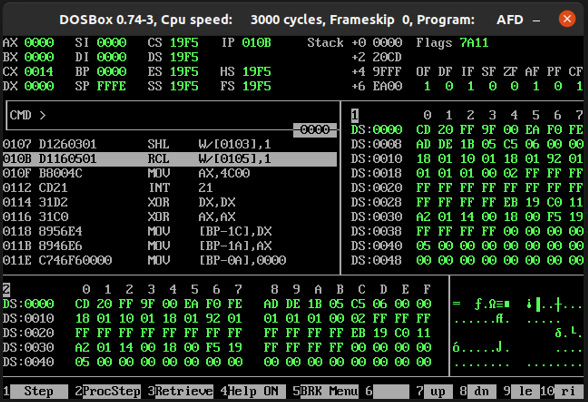 DOSBox 0.74-3, Cpu speed: 3000 cycles, Frameskip 0, Program: AFD
AX 0000 SI 0000 CS 19F5 IP 010B Stack +0 0000 Flags 7A11
BX 0000 DI 0000 DS 19F5 +2 20CD
CX 0014 BP 0000 ES 19F5 HS 19F5 +4 9FFF OF DF IF SF ZF AF PF CF
DX 0000 SP FFFE SS 19F5 FS 19F5 +6 EA00 1 0 1 0 0 1 0 1
CMD >
0000
1 0 1 2 3 4 5 6 7
DS:0000 CD 20 FF 9F 00 EA F0 FE
DS:0008 AD DE 1B 05 C5 06 00 00
DS:0010 18 01 10 01 18 01 92 01
DS:0018 01 01 01 00 02 FF FF FF
DS:0020 FF FF FF FF FF FF FF FF
DS:0028 FF FF FF FF EB 19 C0 11
DS:0030 A2 01 14 00 18 00 F5 19
DS:0038 FF FF FF FF 00 00 00 00
DS:0040 05 00 00 00 00 00 00 00
DS:0048 00 00 00 00 00 00 00 00
0107 D1260301 SHL W/[0103],1
010B D1160501 RCL W/[0105],1
010F B8004C MOV AX,4C00
0112 CD21 INT 21
0114 31D2 XOR DX,DX
0116 31C0 XOR AX,AX
0118 8956E4 MOV [BP-1C],DX
011B 8946E6 MOV [BP-1A],AX
011E C746F60000 MOV [BP-0A],0000
2 0 1 2 3 4 5 6 7 8 9 A B C D E F
DS:0000 CD 20 FF 9F 00 EA F0 FE AD DE 1B 05 C5 06 00 00
DS:0010 18 01 10 01 18 01 92 01 01 01 01 00 02 FF FF FF
DS:0020 FF FF FF FF FF FF FF FF FF FF FF FF EB 19 C0 11
DS:0030 A2 01 14 00 18 00 F5 19 FF FF FF FF 00 00 00 00
DS:0040 05 00 00 00 00 00 00 00 00 00 00 00 00 00 00 00
1 Step 2 ProcStep 3 Retrieve 4 Help ON 5 BRK Menu 6 7 up 8 dn 9 le 10 ri